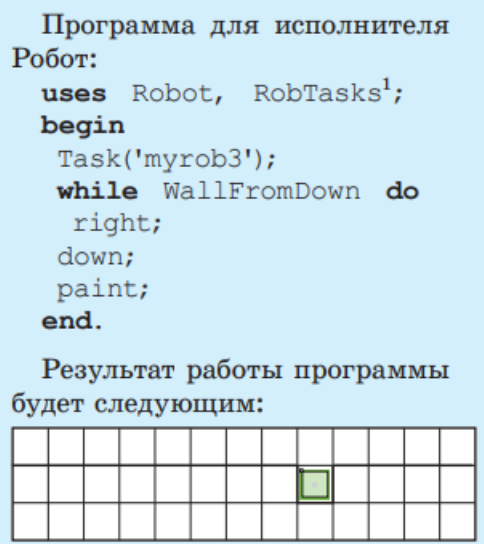 Программа для исполнителя
Робот:
uses Robot, RobTasks¹;
begin
Task('myrob3');
while WallFromDown do
right;
down;
paint;
end.
Результат работы программы
будет следующим: